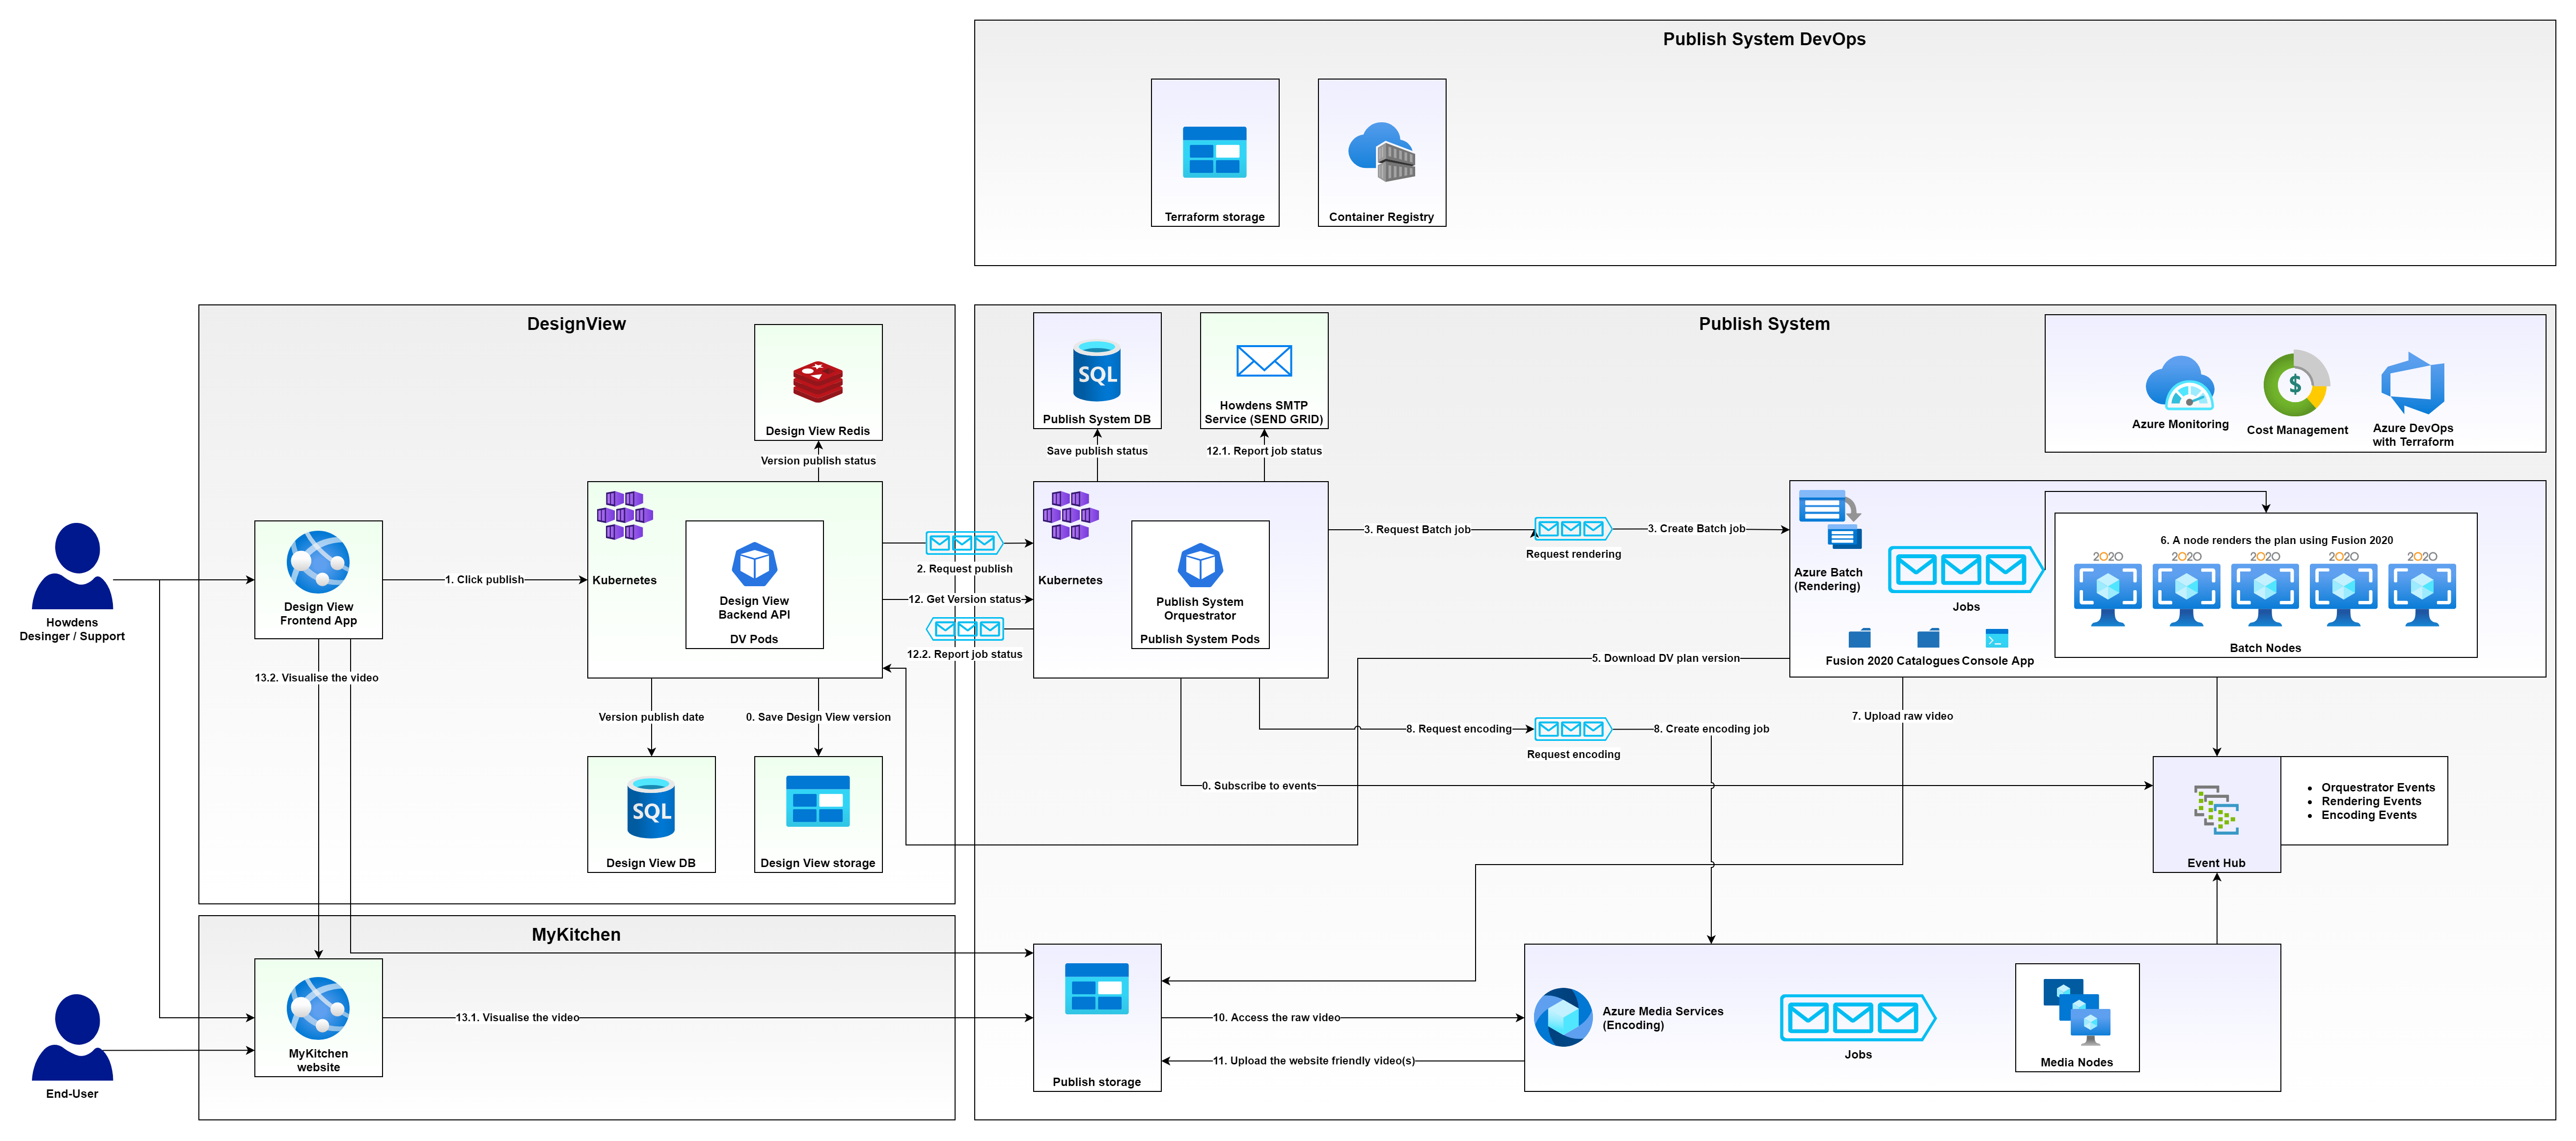 Publish System DevOps
Terraform storage
Container Registry
DesignView
Design View Redis
Version publish status
Howdens
Desinger / Support
Design View
Frontend App
1. Click publish
Kubernetes
Design View
Backend API
DV Pods
2. Request publish
12. Get Version status
12.2. Report job status
13.2. Visualise the video
Version publish date
0. Save Design View version
Design View DB
Design View storage
MyKitchen
MyKitchen
website
End-User
13.1. Visualise the video
Publish System
SQL
Publish System DB
Howdens SMTP
Service (SEND GRID)
Save publish status
12.1. Report job status
Kubernetes
Publish System
Orquestrator
Publish System Pods
3. Request Batch job
Request rendering
3. Create Batch job
Azure Monitoring
Cost Management
$
Azure DevOps
with Terraform
Azure Batch
(Rendering)
Jobs
Fusion 2020
Catalogues
Console App
6. A node renders the plan using Fusion 2020
2020
2020
2020
2020
2020
Batch Nodes
5. Download DV plan version
7. Upload raw video
8. Request encoding
Request encoding
8. Create encoding job
0. Subscribe to events
SQL
Event Hub
Orquestrator Events
Rendering Events
Encoding Events
Publish storage
10. Access the raw video
11. Upload the website friendly video(s)
Azure Media Services
(Encoding)
Jobs
Media Nodes